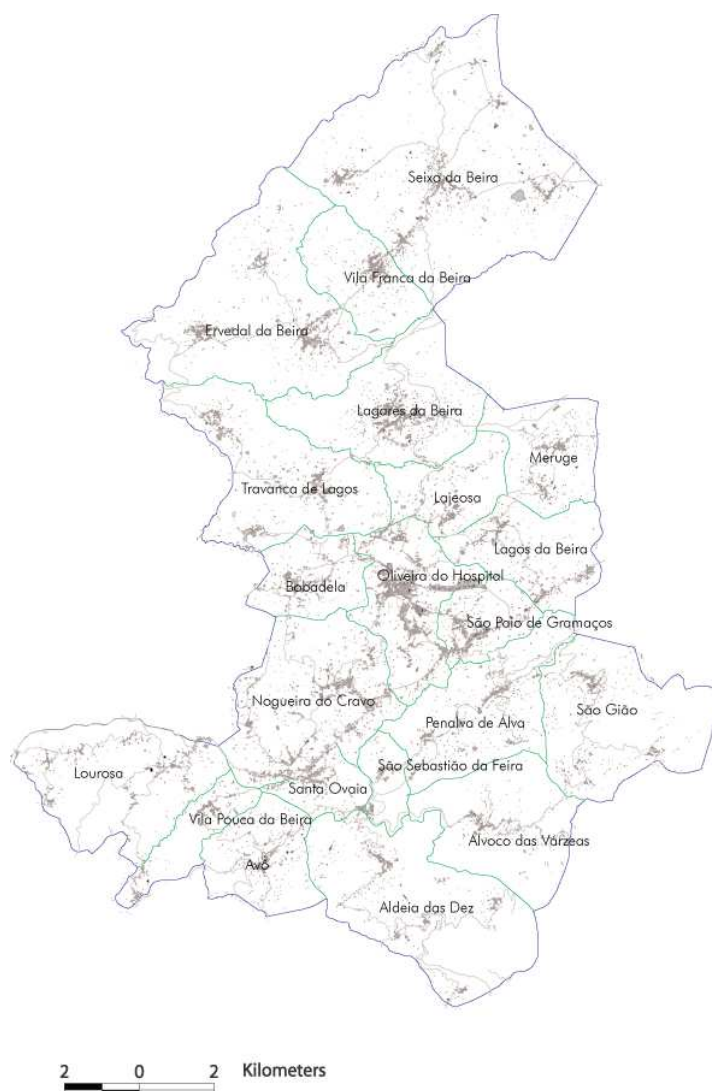 Seixa da Beira
Vila Franca da Beira
Ervedal da Beira
Lagares da Beira
Meruge
Travanca de Lagos
Lajeosa
Lagos da Beira
Oliveira do Hospital
Bobadela
São Paio de Gramaços
Nogueira do Cravo
São Gião
Penalva de Alva
São Sebastião da Feira
Lourosa
Santa Ovaia
Vila Pouca da Beira
Alvoco das Várzeas
Avô
Aldeia das Dez
2 0 2 Kilometers